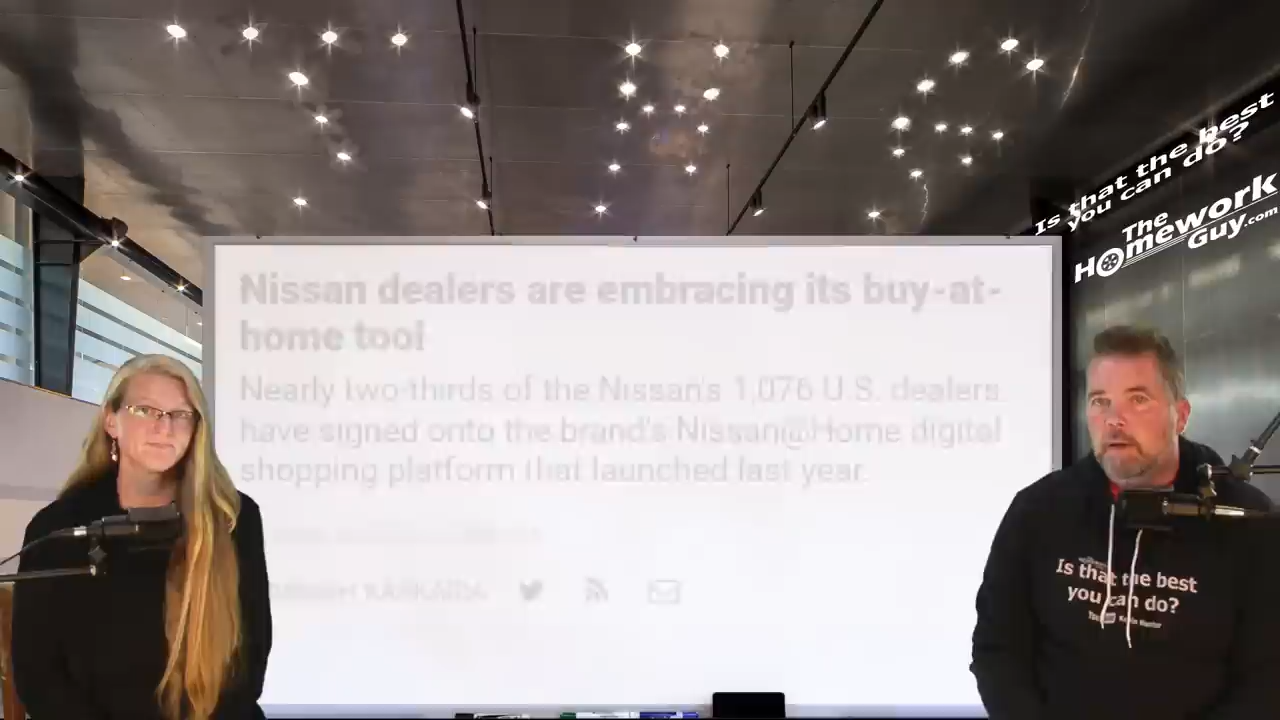 Is that the best
you can do?
The
Homework
Guy.com
Nissan dealers are embracing its buy-at-
home tool
Nearly two-thirds of the Nissan's 1,076 U.S. dealers
have signed onto the brand's Nissan@Home digital
shopping platform that launched last year.
Is that the best
you can do?